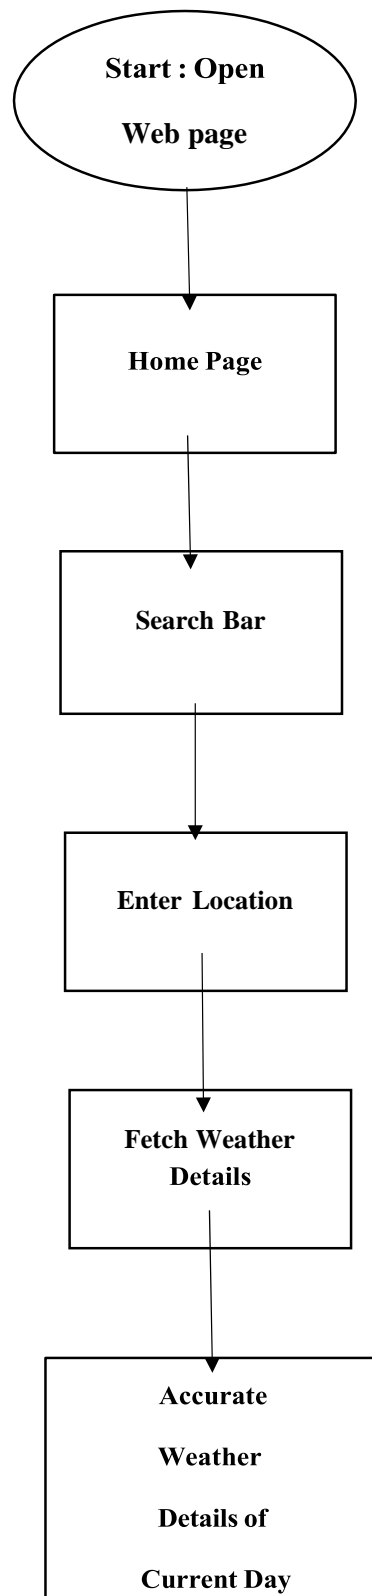 Start : Open
Web page
Home Page
Search Bar
Enter Location
Fetch Weather
Details
Accurate
Weather
Details of
Current Day